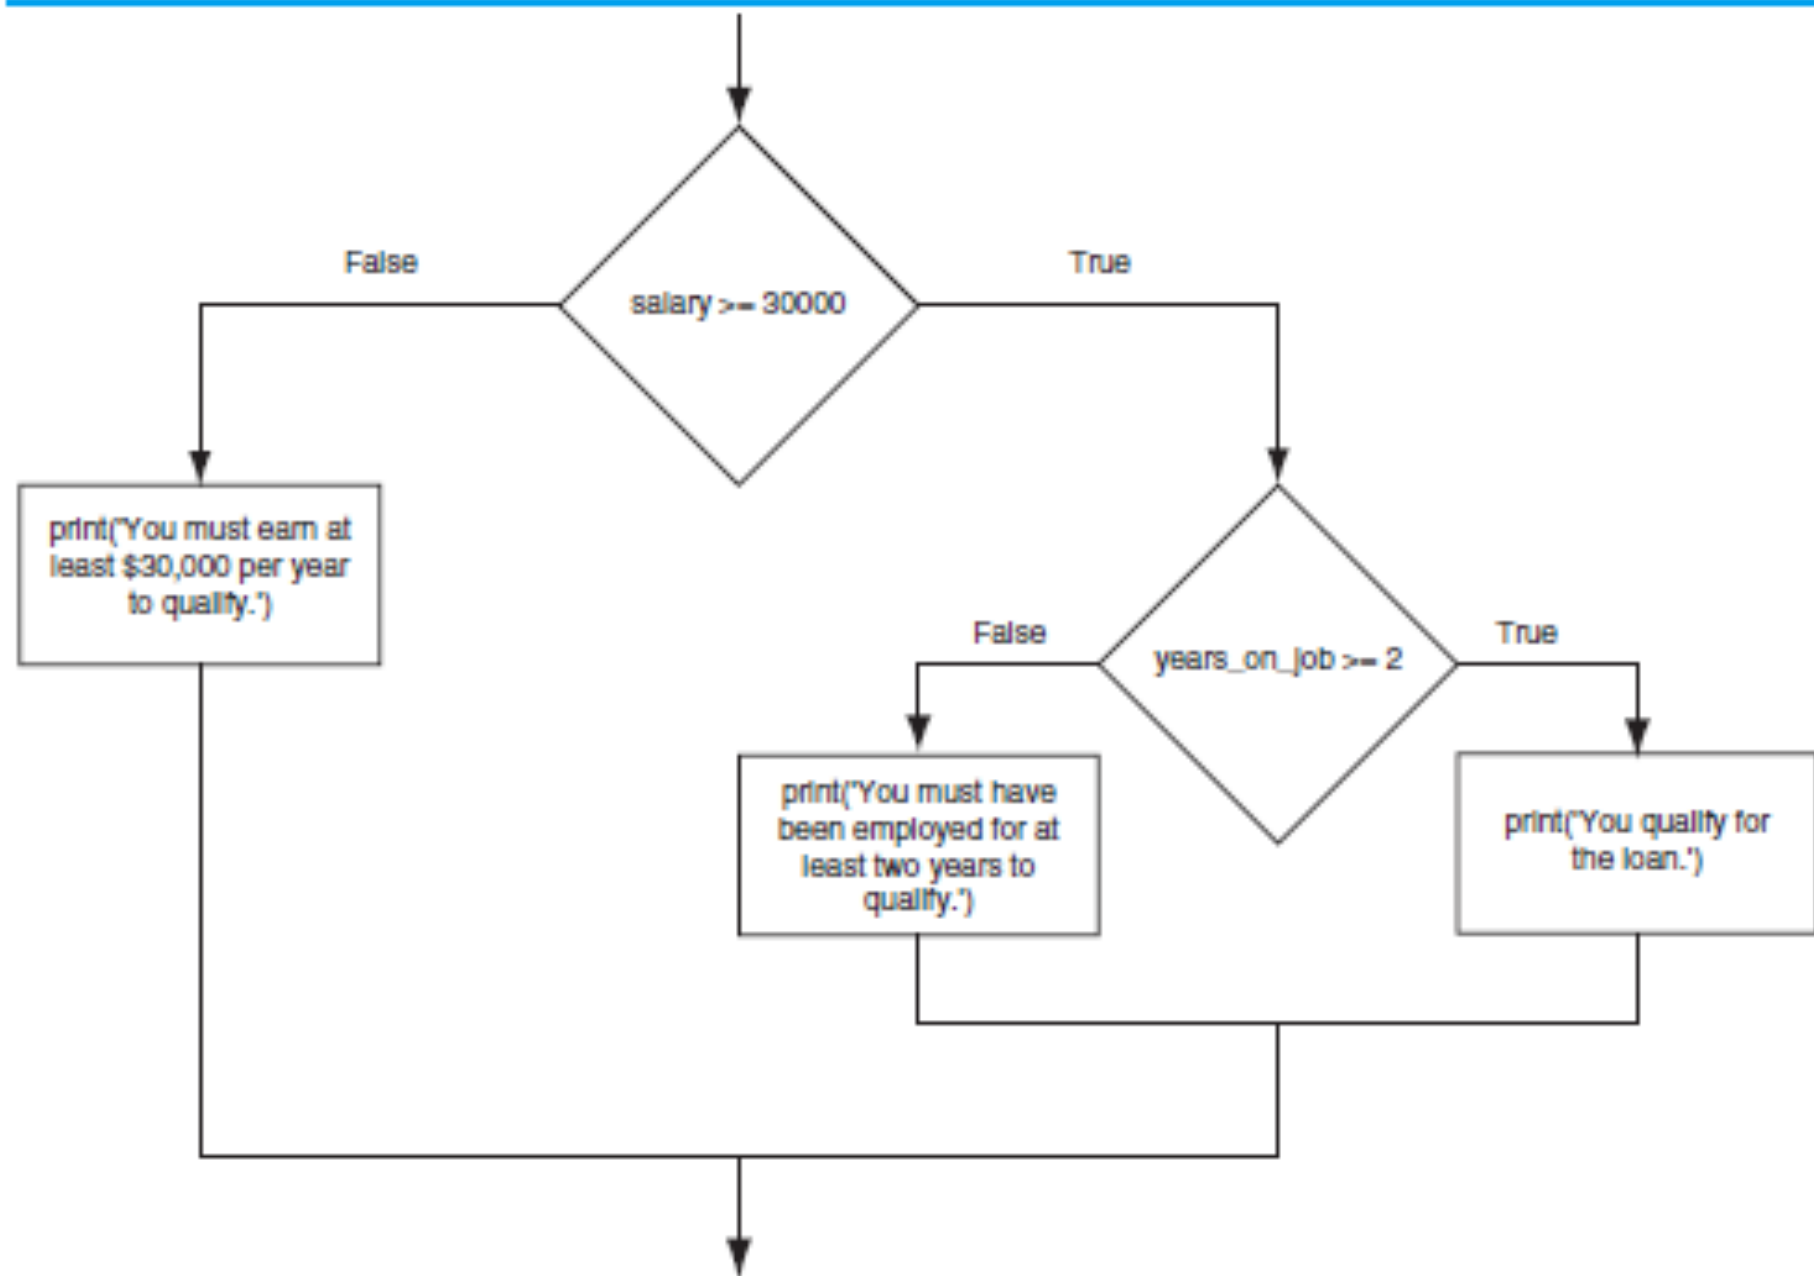 False
True
salary >= 30000
print("You must earn at
least $30,000 per year
to qualify.")
False
True
years_on_job >= 2
print("You must have
been employed for at
least two years to
qualify.")
print("You qualify for
the loan.")